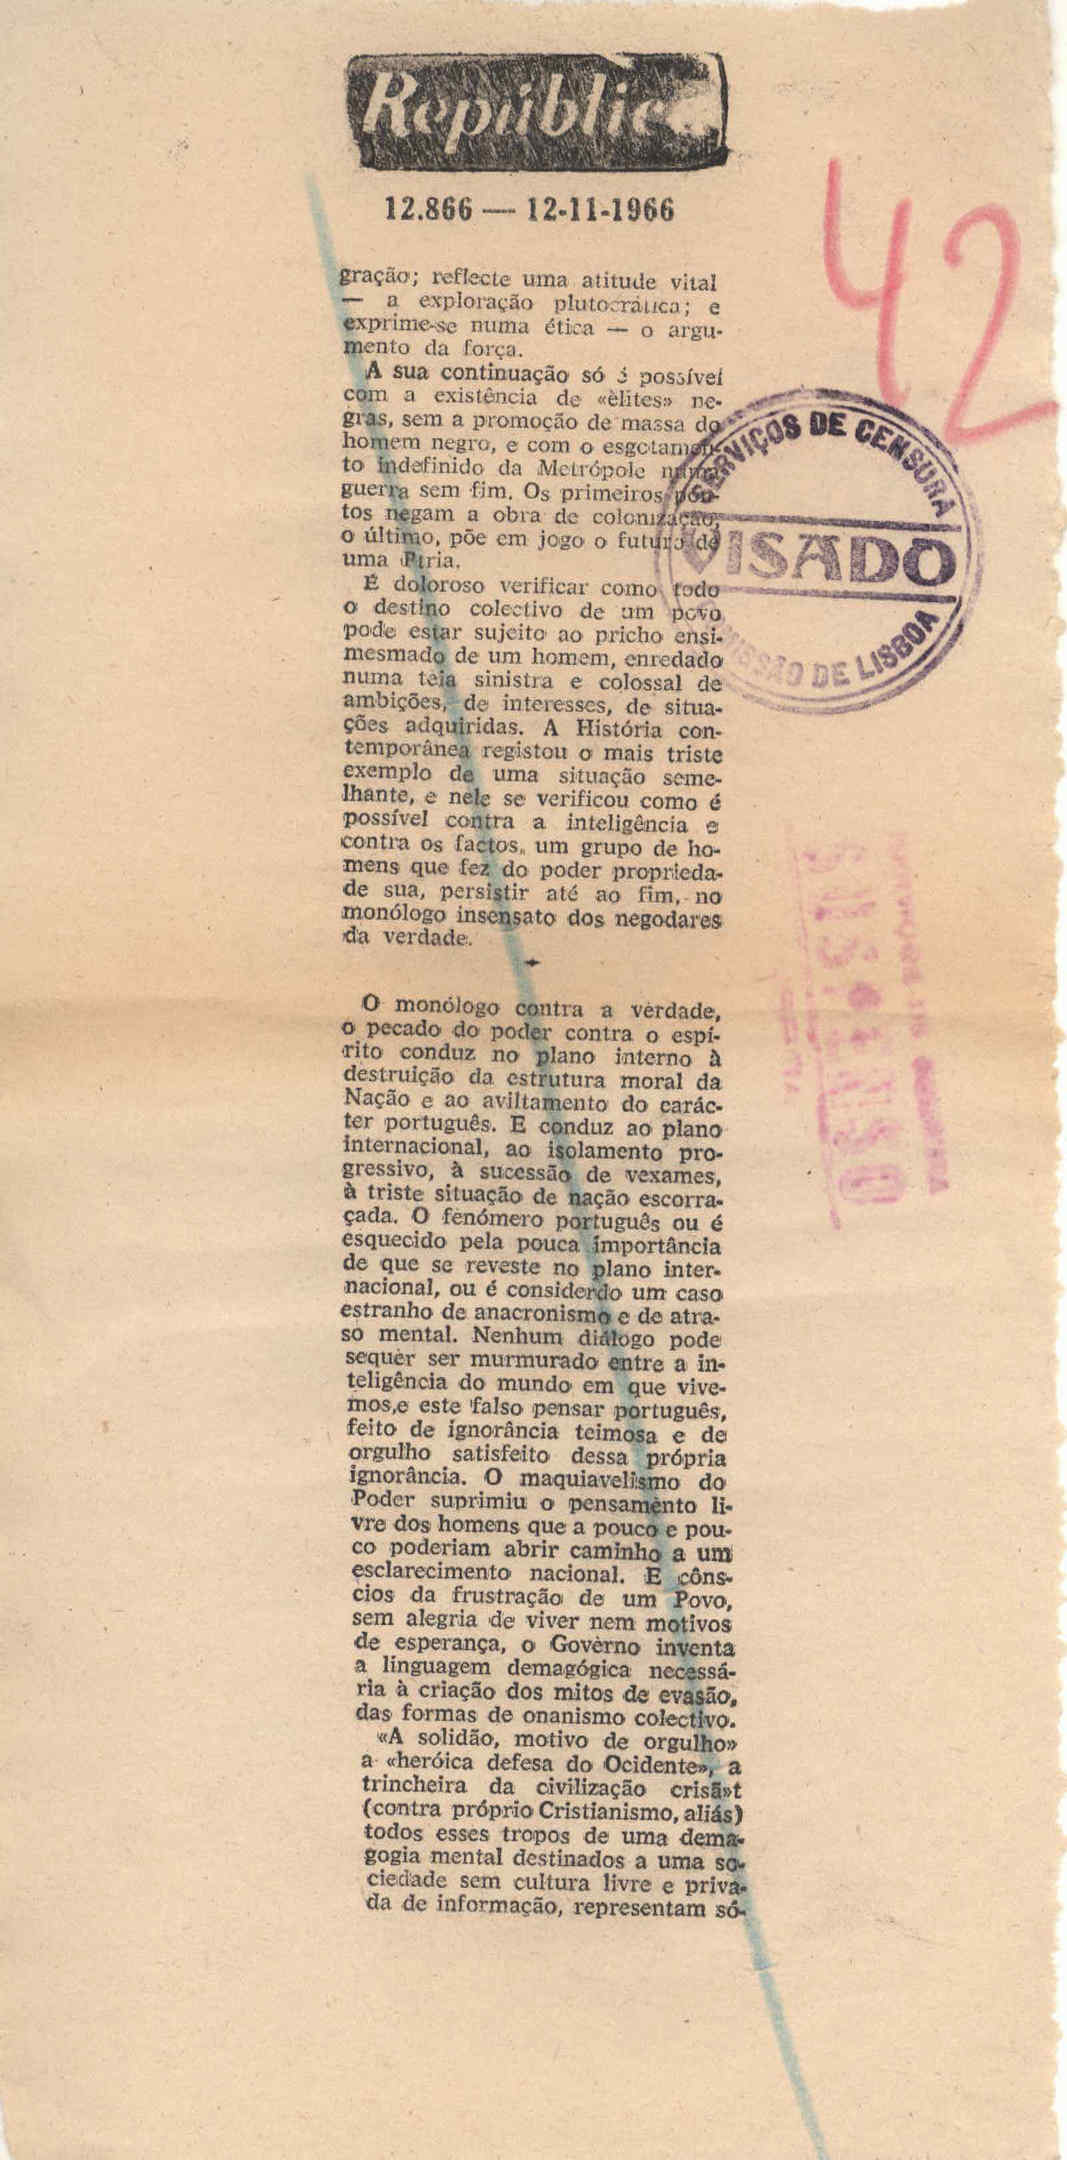 República
12.866 — 12-11-1966
42
gração; reflecte uma atitude vital
— a exploração plutocrática; e
exprime-se numa ética — o argu-
mento da força.
A sua continuação só é possível
com a existência de «èlites» ne-
gras, sem a promoção de massa do
homem negro, e com o esgotamen-
to indefinido da Metrópole numa
guerra sem fim. Os primeiros pon-
tos negam a obra de colonização,
o último, põe em jogo o futuro de
uma Ptria.
É doloroso verificar como todo
o destino colectivo de um povo
pode estar sujeito ao pricho ensi-
mesmado de um homem, enredado
numa teia sinistra e colossal de
ambições, de interesses, de situa-
ções adquiridas. A História con-
temporânea registou o mais triste
exemplo de uma situação seme-
lhante, e nele se verificou como é
possível contra a inteligência e
contra os factos, um grupo de ho-
mens que fez do poder proprieda-
de sua, persistir até ao fim, no
monólogo insensato dos negodares
da verdade.
O monólogo contra a verdade,
o pecado do poder contra o espí-
rito conduz no plano interno à
destruição da estrutura moral da
Nação e ao aviltamento do carác-
ter português. E conduz ao plano
internacional, ao isolamento pro-
gressivo, à sucessão de vexames,
à triste situação de nação escorra-
çada. O fenómero português ou é
esquecido pela pouca importância
de que se reveste no plano inter-
nacional, ou é considerdo um caso
estranho de anacronismo e de atra-
so mental. Nenhum diálogo pode
sequer ser murmurado entre a in-
teligência do mundo em que vive-
mos,e este falso pensar português,
feito de ignorância teimosa e de
orgulho satisfeito dessa própria
ignorância. O maquiavelismo do
Poder suprimiu o pensamènto li-
vre dos homens que a pouco e pou-
co poderiam abrir caminho a um
esclarecimento nacional. E côns-
cios da frustração de um Povo,
sem alegria de viver nem motivos
de esperança, o Govèrno inventa
a linguagem demagógica necessá-
ria à criação dos mitos de evasão,
das formas de onanismo colectivo.
«A solidão, motivo de orgulho»
a «heróica defesa do Ocidente», a
trincheira da civilização crisã»t
(contra próprio Cristianismo, aliás)
todos esses tropos de uma dema-
gogia mental destinados a uma so-
ciedade sem cultura livre e priva-
da de informação, representam só-
SERVIÇOS DE CENSURA
VISADO
COMISSÃO DE LISBOA